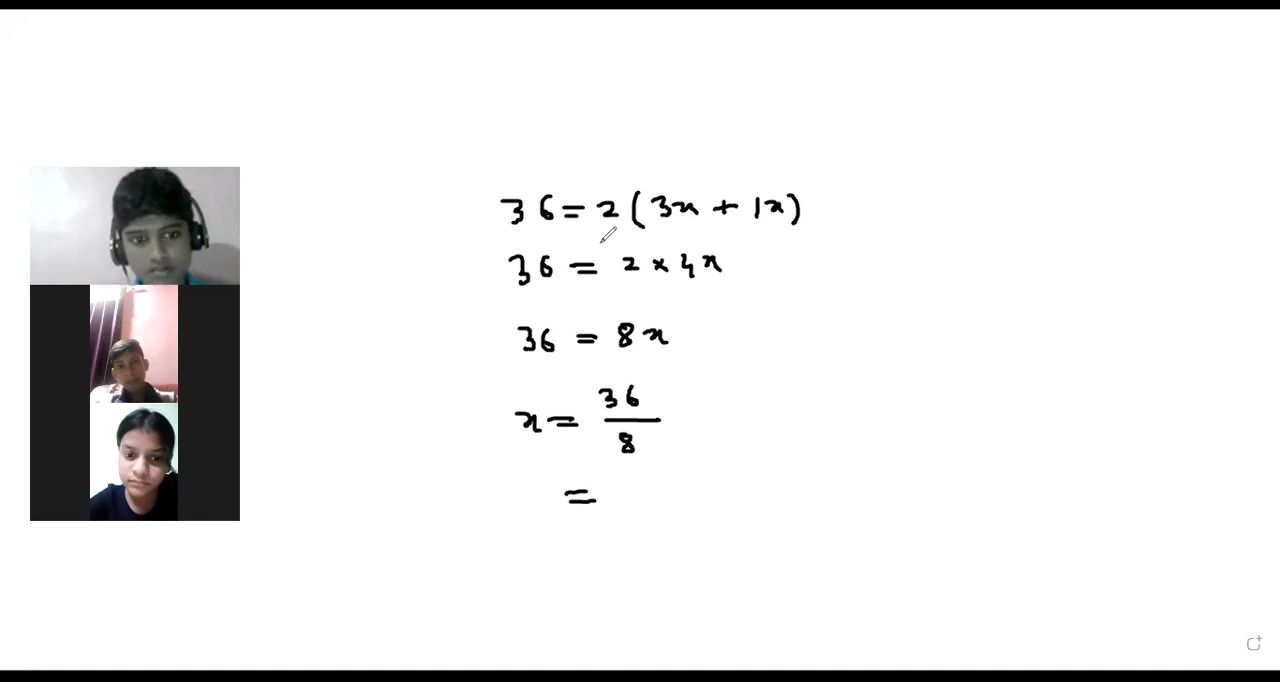 36 = 2 ( 3x + 1x )
36 = 2 × 4x
36 = 8x
x = 36/8
=